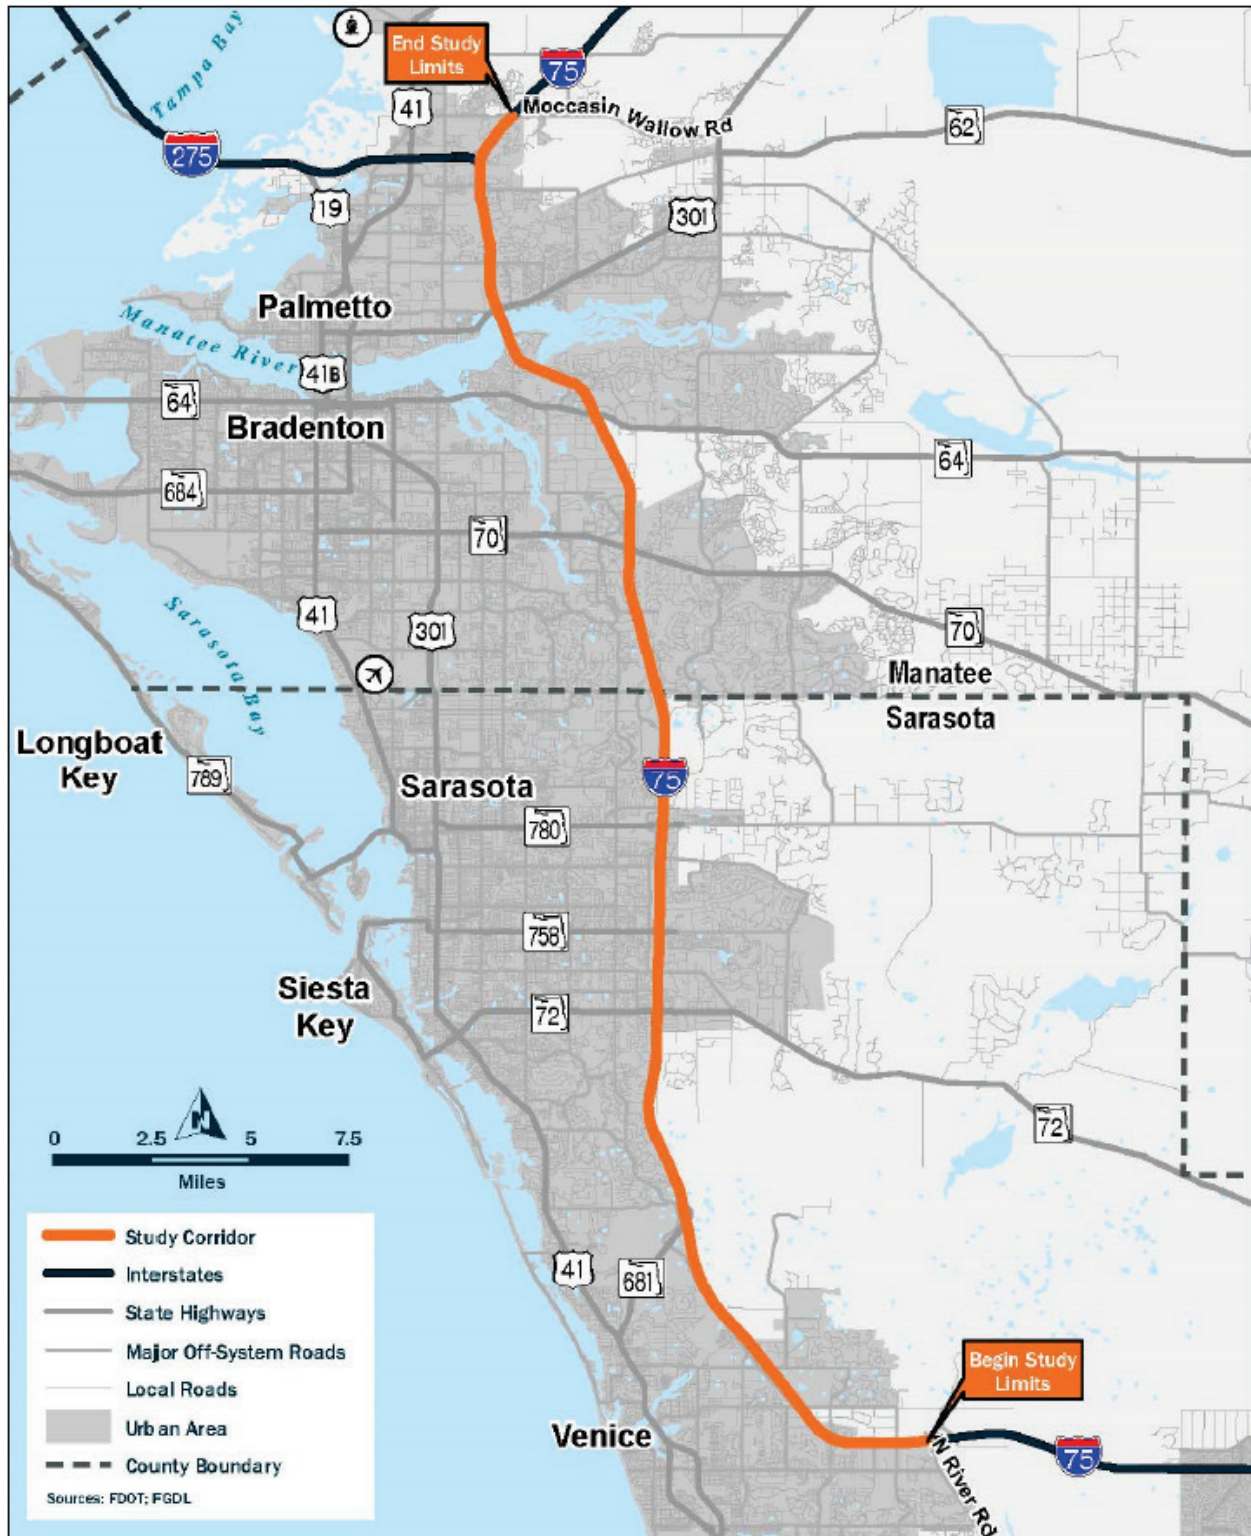 End Study
Limits
75
Tampa Bay
41
Moccasin Wallow Rd
62
275
19
301
Palmetto
Manatee River
41B
64
Bradenton
64
684
70
Sarasota Bay
41
301
70
Manatee
Sarasota
Longboat
Key
789
75
Sarasota
780
758
Siesta
Key
72
72
N
0 2.5 5 7.5
Miles
Study Corridor
Interstates
State Highways
Major Off-System Roads
Local Roads
Urban Area
County Boundary
Sources: FDOT; FGDL
41
681
Begin Study
Limits
Venice
N River Rd
75